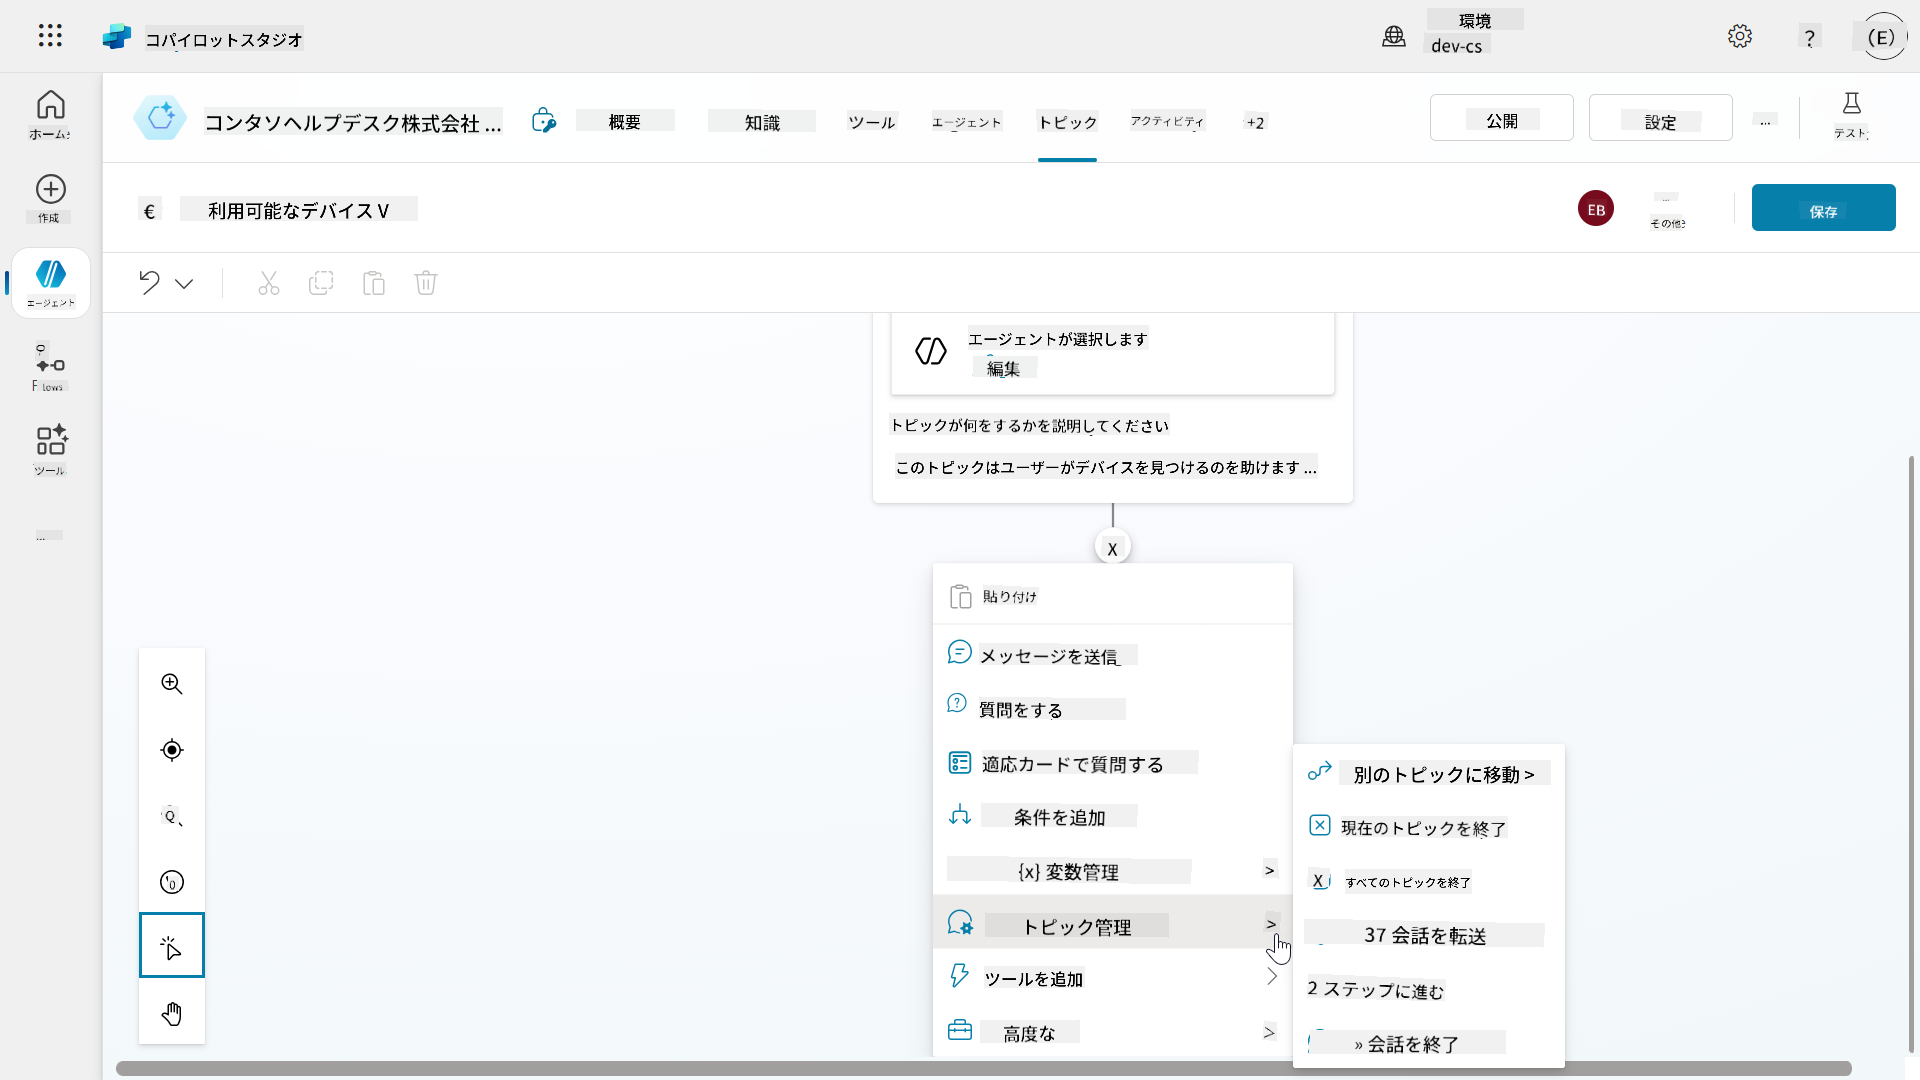 コパイロットスタジオ
環境
dev-cs
?
(E)
ホーム
作成
エージェント
Flows
ツール
コンタソヘルプデスク株式会社 ...
概要
知識
ツール
エージェント
トピック
アクティビティ
+2
公開
設定
...
テスト
€
利用可能なデバイス V
EB
...
その他
保存
エージェントが選択します
編集
トピックが何をするかを説明してください
このトピックはユーザーがデバイスを見つけるのを助けます ...
X
貼り付け
メッセージを送信
質問をする
適応カードで質問する
条件を追加
{x} 変数管理 >
トピック管理 >
ツールを追加
高度な >
別のトピックに移動 >
現在のトピックを終了
X すべてのトピックを終了
37 会話を転送
2 ステップに進む
» 会話を終了